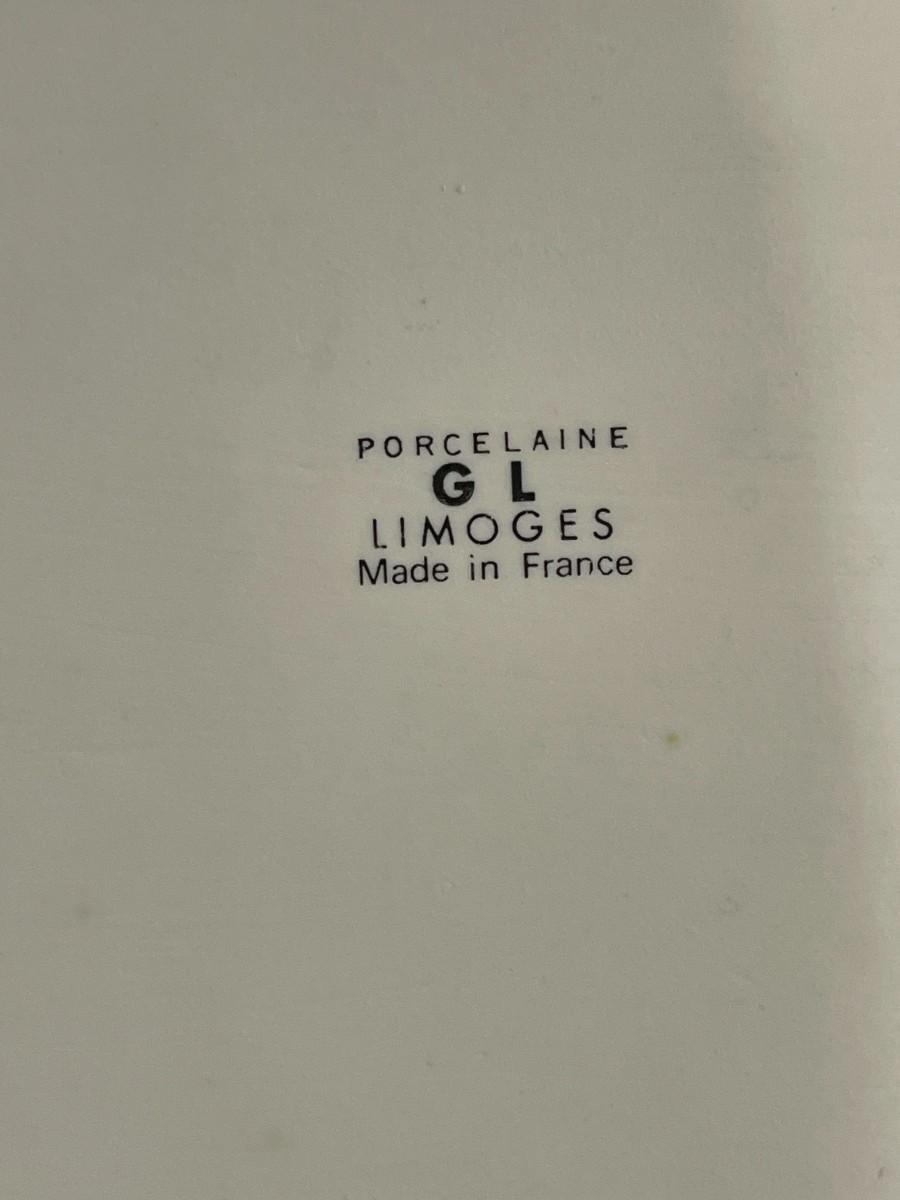 PORCELAINE
G L
LIMOGES
Made in France